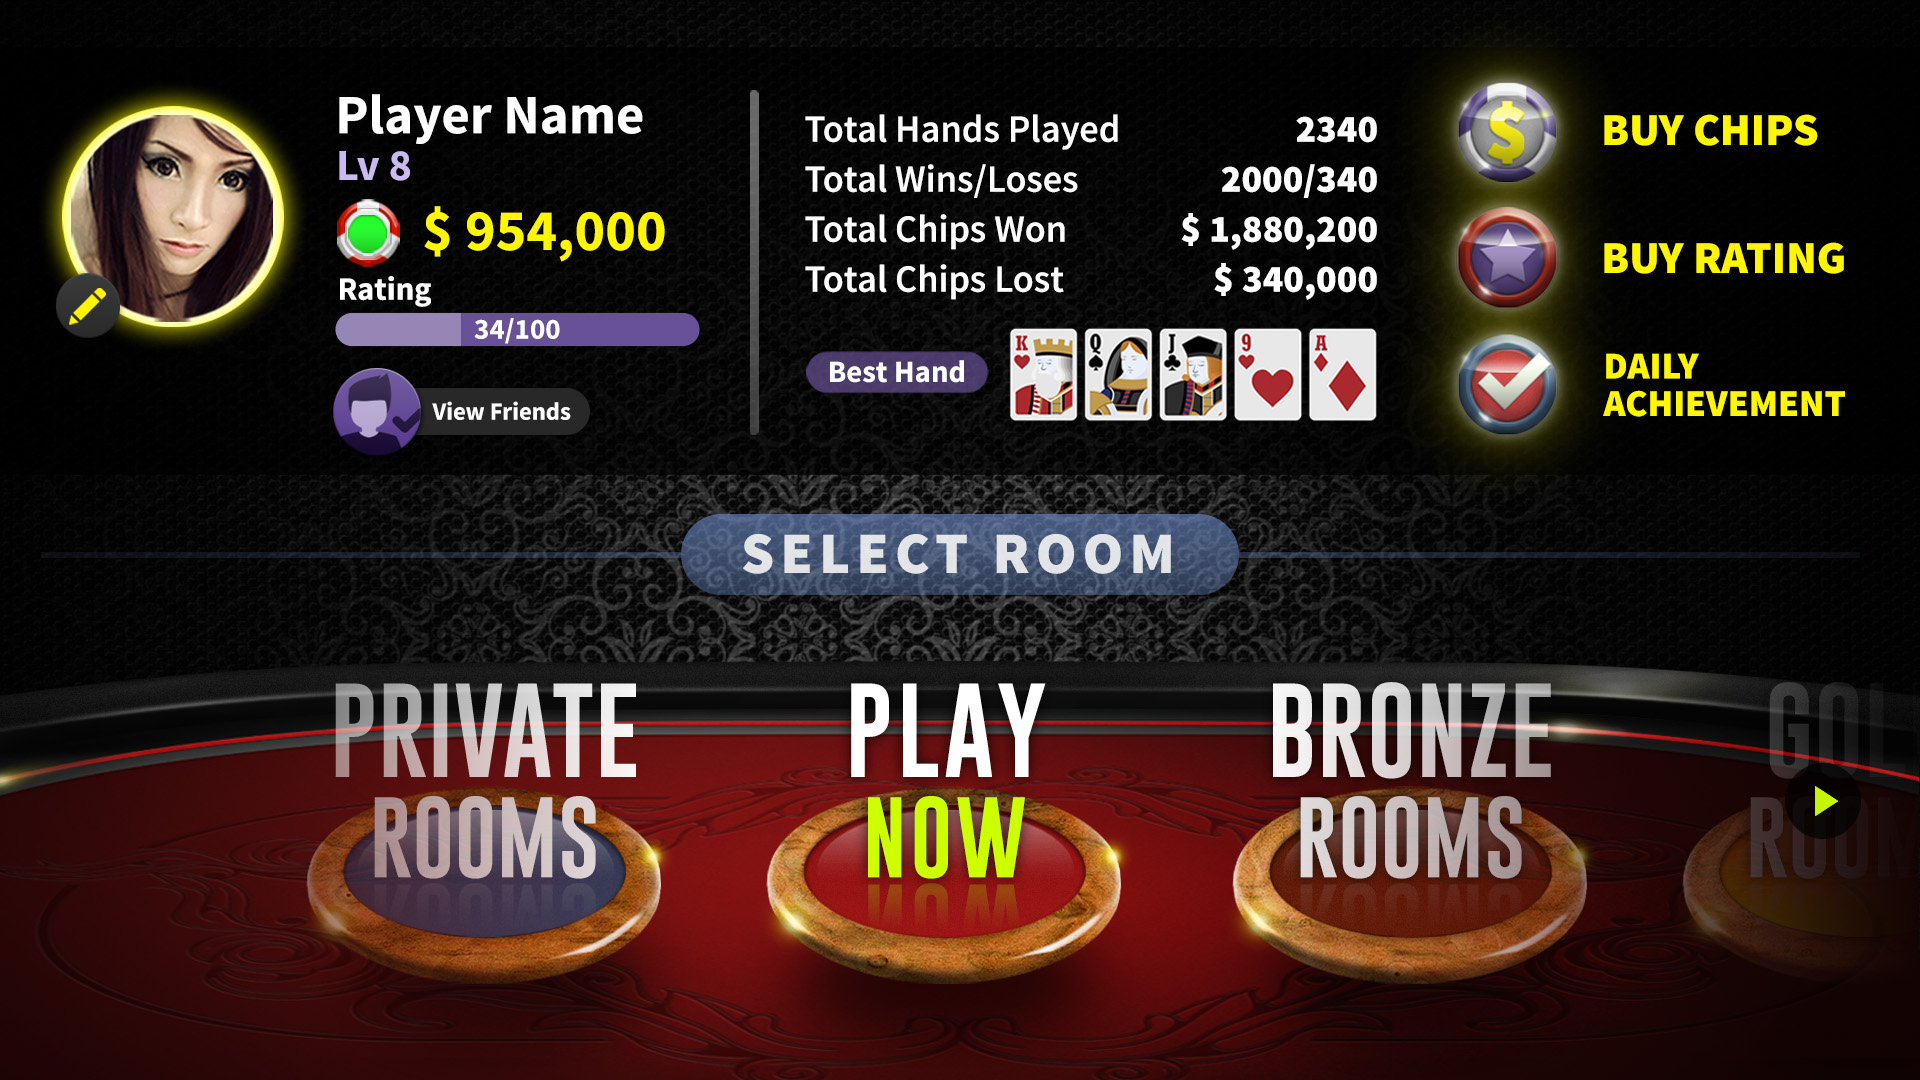 Player Name
Lv 8
$ 954,000
Rating
34/100
View Friends
Total Hands Played 2340
Total Wins/Loses 2000/340
Total Chips Won $ 1,880,200
Total Chips Lost $ 340,000
Best Hand
K Q J 9 A
$
BUY CHIPS
BUY RATING
DAILY
ACHIEVEMENT
SELECT ROOM
PRIVATE
ROOMS
PLAY
NOW
BRONZE
ROOMS
GOL
ROOM